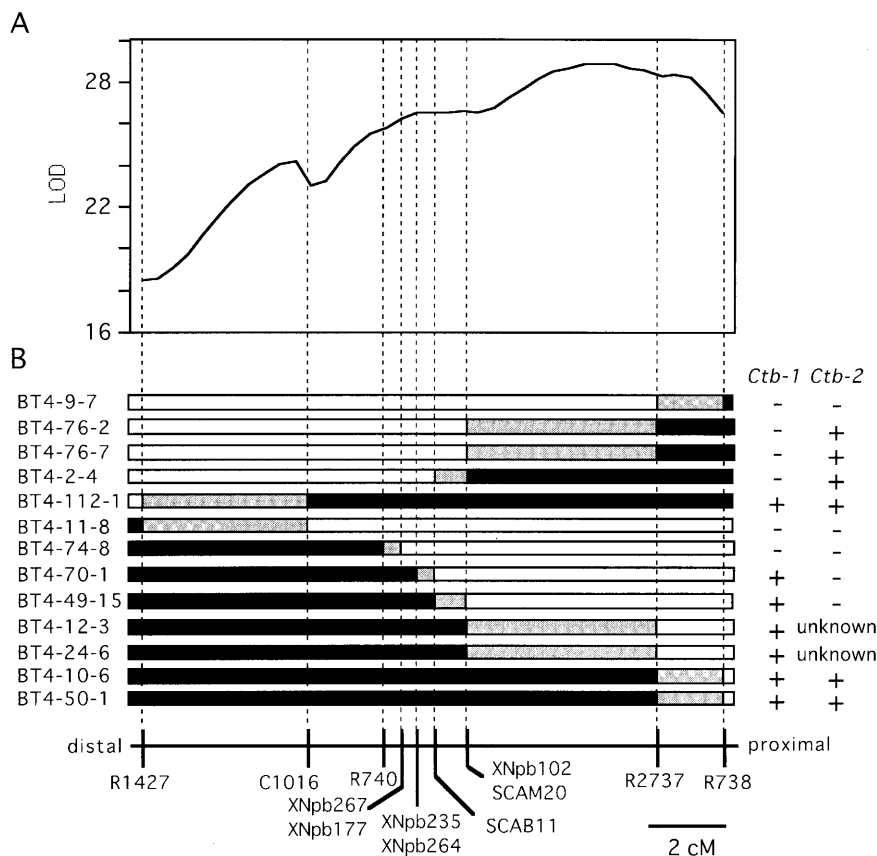 A
28
LOD
22
16
B
Ctb-1 Ctb-2
BT4-9-7 - -
BT4-76-2 - +
BT4-76-7 - +
BT4-2-4 - +
BT4-112-1 + +
BT4-11-8 - -
BT4-74-8 - -
BT4-70-1 + -
BT4-49-15 + -
BT4-12-3 + unknown
BT4-24-6 + unknown
BT4-10-6 + +
BT4-50-1 + +
distal proximal
R1427 C1016 R740 XNpb102 R2737 R738
SCAM20
XNpb267
XNpb177
XNpb235
XNpb264
SCAB11
2 cM